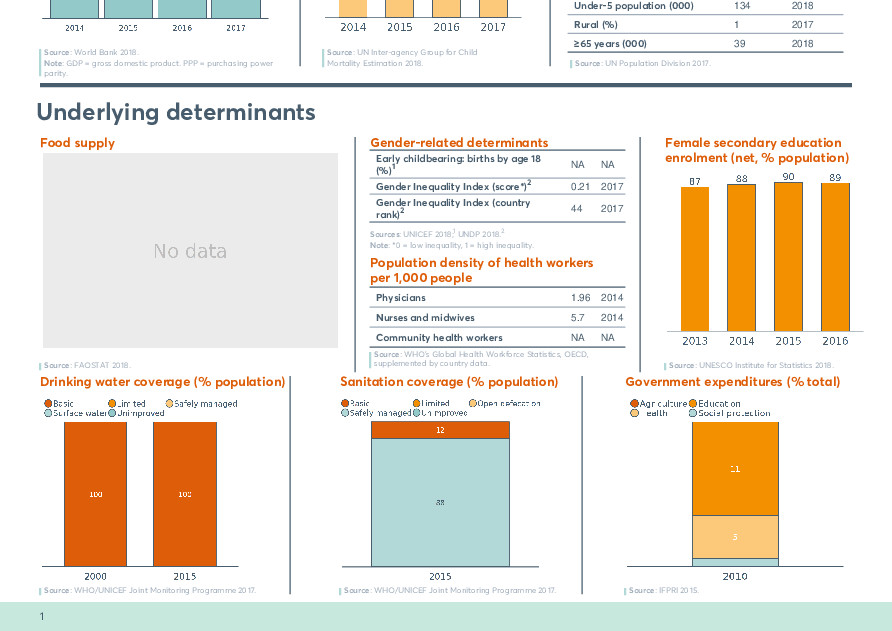 Under-5 population (000) 134 2018
Rural (%) 1 2017
≥65 years (000) 39 2018
2014 2015 2016 2017
2014 2015 2016 2017
Source: World Bank 2018.
Note: GDP = gross domestic product. PPP = purchasing power
parity.
Source: UN Inter-agency Group for Child
Mortality Estimation 2018.
Source: UN Population Division 2017.
Underlying determinants
Food supply
No data
Source: FAOSTAT 2018.
Gender-related determinants
Early childbearing: births by age 18
(%)1 NA NA
Gender Inequality Index (score*)2 0.21 2017
Gender Inequality Index (country
rank)2 44 2017
Sources: UNICEF 2018,1 UNDP 2018.2
Note: *0 = low inequality, 1 = high inequality.
Population density of health workers
per 1,000 people
Physicians 1.96 2014
Nurses and midwives 5.7 2014
Community health workers NA NA
Source: WHO's Global Health Workforce Statistics, OECD,
supplemented by country data.
Female secondary education
enrolment (net, % population)
87 88 90 89
2013 2014 2015 2016
Source: UNESCO Institute for Statistics 2018.
Drinking water coverage (% population)
Basic Limited Safely managed
Surface water Unimproved
100 100
2000 2015
Source: WHO/UNICEF Joint Monitoring Programme 2017.
Sanitation coverage (% population)
Basic Limited Open defecation
Safely managed Unimproved
12
88
2015
Source: WHO/UNICEF Joint Monitoring Programme 2017.
Government expenditures (% total)
Agriculture Education
Health Social protection
11
5
2010
Source: IFPRI 2015.
1